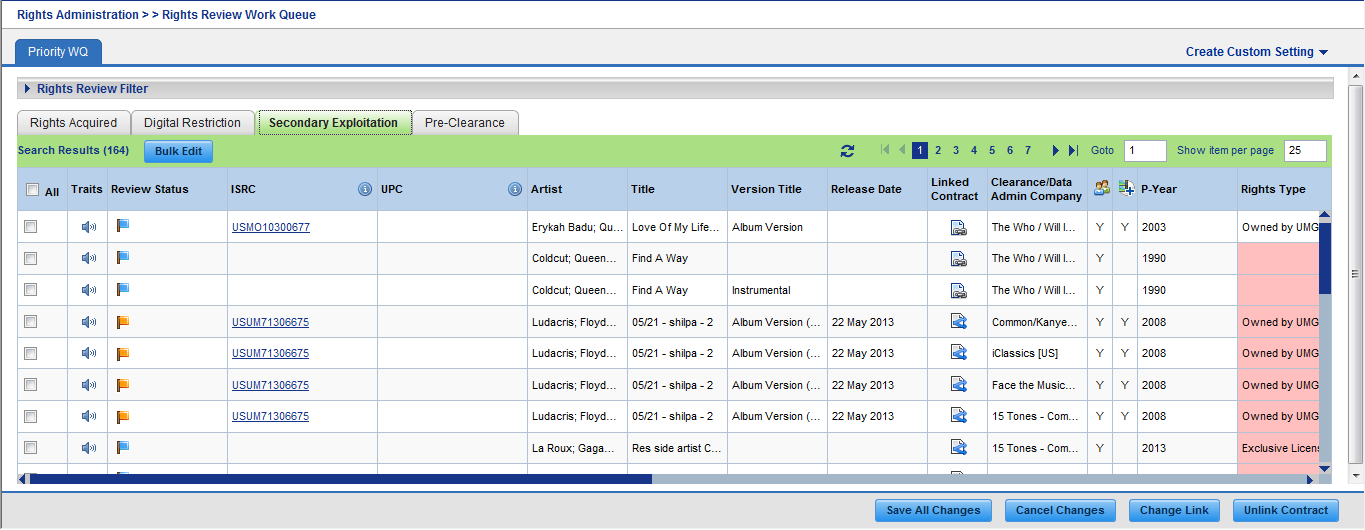 Rights Administration > > Rights Review Work Queue
Priority WQ
Create Custom Setting
Rights Review Filter
Rights Acquired Digital Restriction Secondary Exploitation Pre-Clearance
Search Results (164) Bulk Edit 1 2 3 4 5 6 7 Goto 1 Show item per page 25
All Traits Review Status ISRC UPC Artist Title Version Title Release Date Linked Contract Clearance/Data Admin Company P-Year Rights Type
USMO10300677 Erykah Badu; Qu... Love Of My Life... Album Version The Who / Will I... Y Y 2003 Owned by UMG
Coldcut; Queen... Find A Way The Who / Will I... Y 1990
Coldcut; Queen... Find A Way Instrumental The Who / Will I... Y 1990
USUM71306675 Ludacris; Floyd... 05/21 - shilpa - 2 Album Version (... 22 May 2013 Common/Kanye... Y Y 2008 Owned by UMG
USUM71306675 Ludacris; Floyd... 05/21 - shilpa - 2 Album Version (... 22 May 2013 iClassics [US] Y Y 2008 Owned by UMG
USUM71306675 Ludacris; Floyd... 05/21 - shilpa - 2 Album Version (... 22 May 2013 Face the Music... Y Y 2008 Owned by UMG
USUM71306675 Ludacris; Floyd... 05/21 - shilpa - 2 Album Version (... 22 May 2013 15 Tones - Com... Y Y 2008 Owned by UMG
La Roux; Gaga... Res side artist C... 15 Tones - Com... Y 2013 Exclusive Licens
Save All Changes Cancel Changes Change Link Unlink Contract